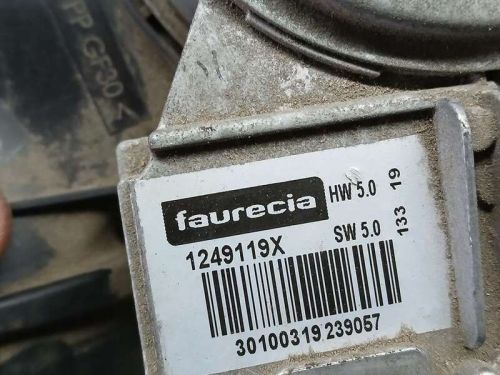 PP GF30 <
faurecia
HW 5.0
19
1249119X
SW 5.0
133
30100319 239057